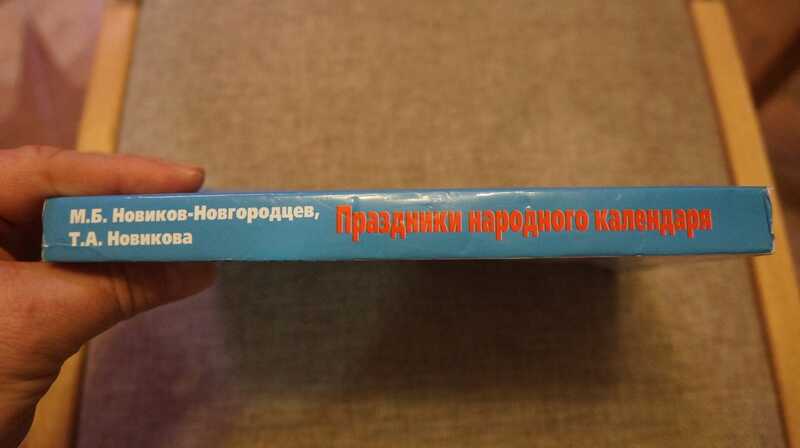 М.Б. Новиков-Новгородцев,
Т.А. Новикова
Праздники народного календаря